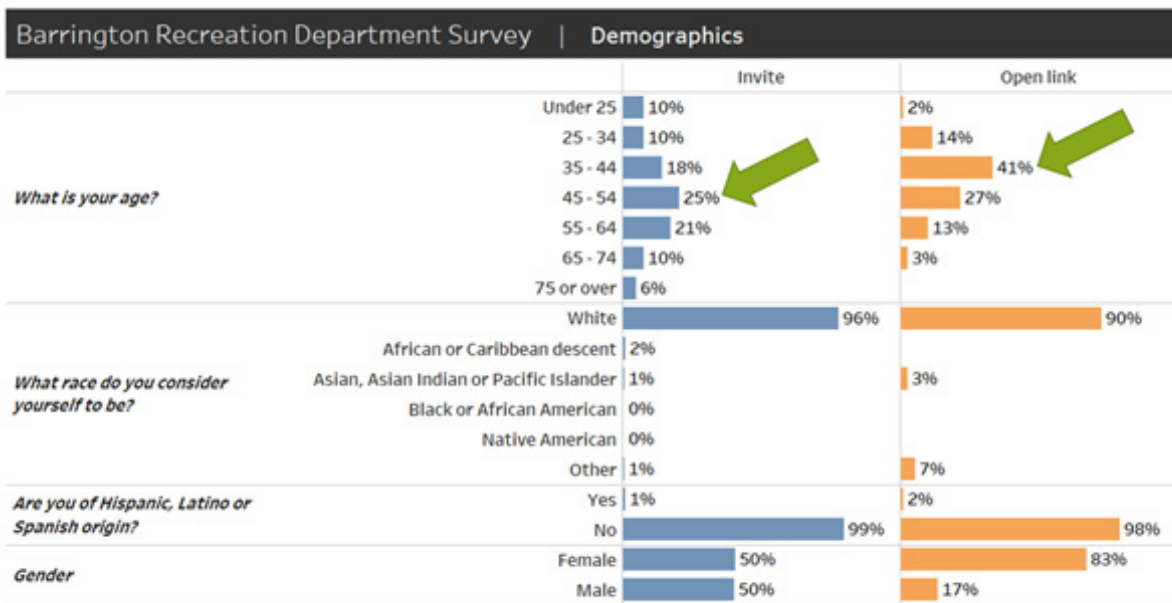 Barrington Recreation Department Survey | Demographics
Invite Open link
Under 25 10% 2%
25 - 34 10% 14%
35 - 44 18% 41%
What is your age? 45 - 54 25% 27%
55 - 64 21% 13%
65 - 74 10% 3%
75 or over 6%
White 96% 90%
African or Caribbean descent 2%
What race do you consider
yourself to be?
Asian, Asian Indian or Pacific Islander 1% 3%
Black or African American 0%
Native American 0%
Other 1% 7%
Are you of Hispanic, Latino or
Spanish origin?
Yes 1% 2%
No 99% 98%
Gender
Female 50% 83%
Male 50% 17%